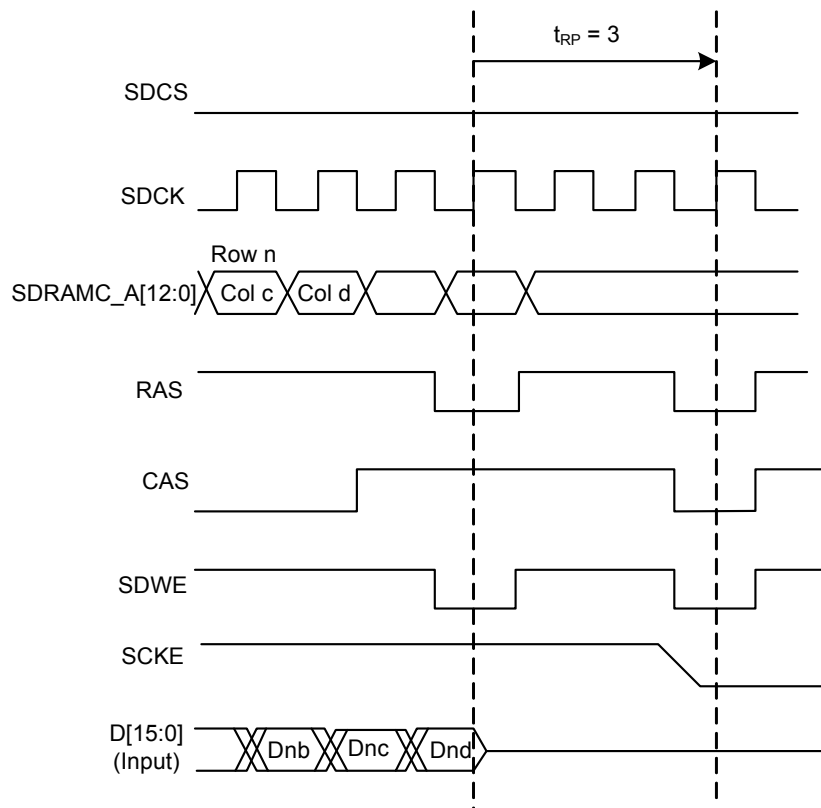 tRP = 3
SDCS
SDCK
Row n
SDRAMC_A[12:0]
Col c
Col d
RAS
CAS
SDWE
SCKE
D[15:0]
(Input)
Dnb
Dnc
Dnd